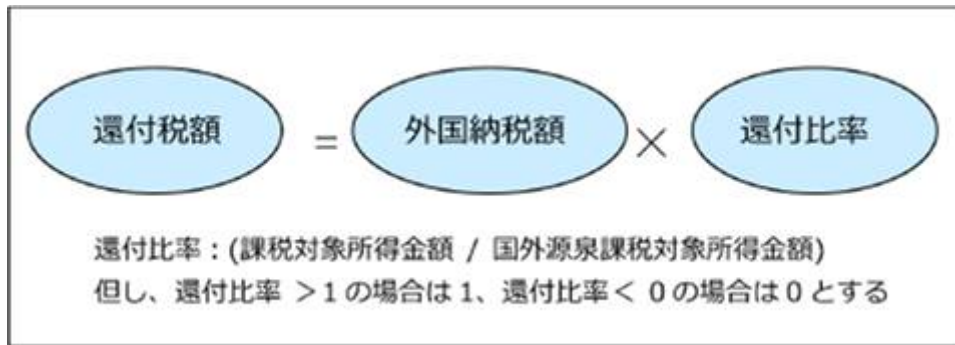 還付税額 = 外国納税額 × 還付比率
還付比率：(課税対象所得金額 / 国外源泉課税対象所得金額)
但し、還付比率 ＞1の場合は1、還付比率＜ 0の場合は0とする